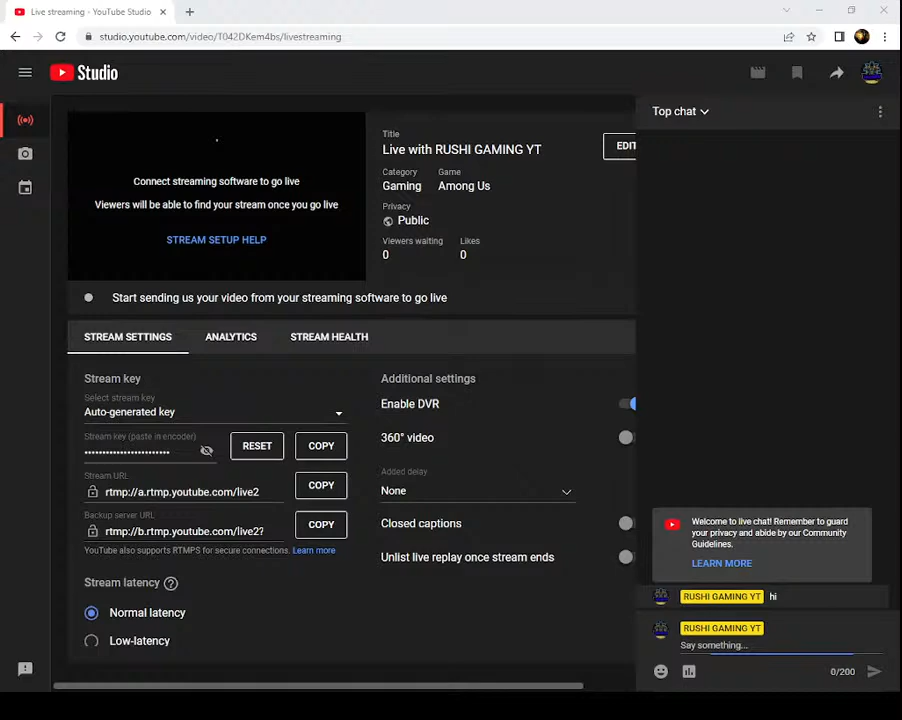 Live streaming - YouTube Studio
studio.youtube.com/video/T042DKem4bs/livestreaming
Studio
Connect streaming software to go live
Viewers will be able to find your stream once you go live
STREAM SETUP HELP
Title
Live with RUSHI GAMING YT
EDIT
Category Game
Gaming Among Us
Privacy
Public
Viewers waiting Likes
0 0
Start sending us your video from your streaming software to go live
STREAM SETTINGS ANALYTICS STREAM HEALTH
Stream key
Select stream key
Auto-generated key
Stream key (paste in encoder)
••••••••••••••••••••••••
RESET COPY
Stream URL
rtmp://a.rtmp.youtube.com/live2
COPY
Backup server URL
rtmp://b.rtmp.youtube.com/live2?
COPY
YouTube also supports RTMPS for secure connections. Learn more
Stream latency ?
Normal latency
Low-latency
Additional settings
Enable DVR
360° video
Added delay
None
Closed captions
Unlist live replay once stream ends
Top chat
Welcome to live chat! Remember to guard
your privacy and abide by our Community
Guidelines.
LEARN MORE
RUSHI GAMING YT hi
RUSHI GAMING YT
Say something...
0/200